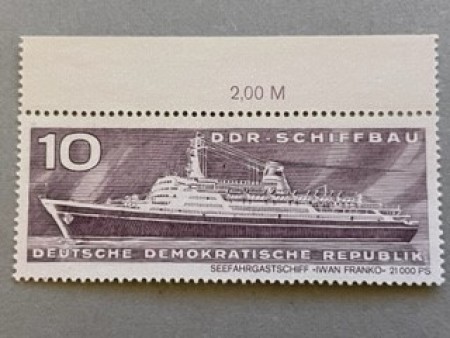 2,00 M
10
DDR-SCHIFFBAU
DEUTSCHE DEMOKRATISCHE REPUBLIK
SEEFAHRGASTSCHIFF -IWAN FRANKO- 21 000 PS